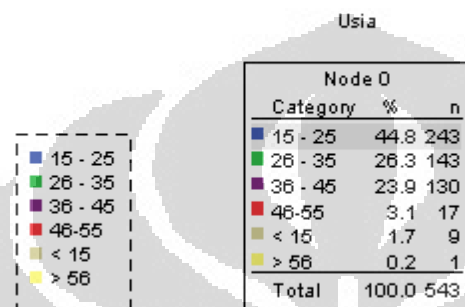 Usia
Node 0
Category % n
15 - 25 44.8 243
26 - 35 26.3 143
36 - 45 23.9 130
46-55 3.1 17
< 15 1.7 9
> 56 0.2 1
Total 100.0 543
15 - 25
26 - 35
36 - 45
46-55
< 15
> 56